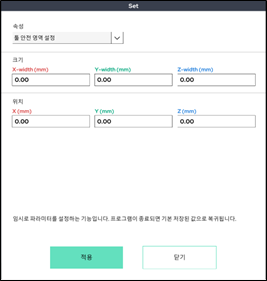 Set
속성
툴 안전 영역 설정
크기
X-width (mm) Y-width (mm) Z-width (mm)
0.00 0.00 0.00
위치
X (mm) Y (mm) Z (mm)
0.00 0.00 0.00
임시로 파라미터를 설정하는 기능입니다. 프로그램이 종료되면 기본 저장된 값으로 복귀됩니다.
적용 닫기